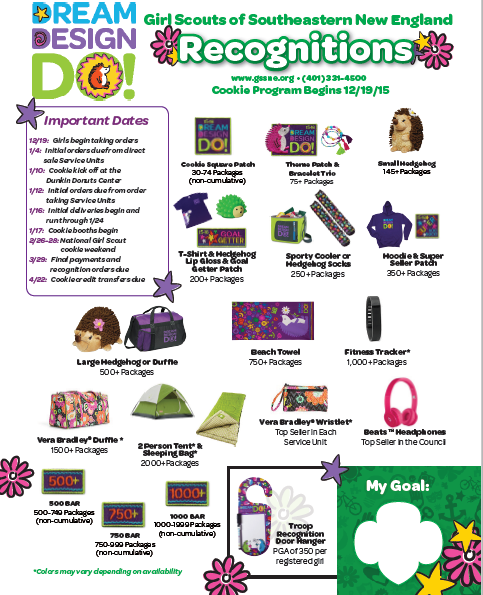 DREAM
DESIGN
DO!
Girl Scouts of Southeastern New England
Recognitions
www.gssne.org • (401) 331-4500
Cookie Program Begins 12/19/15
Important Dates
12/19: Girls begin taking orders
1/4: Initial orders due from direct
sale Service Units
1/10: Cookie kick off at the
Dunkin Donuts Center
1/12: Initial orders due from order
taking Service Units
1/16: Initial deliveries begin and
run through 1/24
1/17: Cookie booths begin
2/26-28: National Girl Scout
cookie weekend
3/29: Final payments and
recognition orders due
4/22: Cookie credit transfers due
DREAM
DESIGN
DO!
Cookie Square Patch
30-74 Packages
(non-cumulative)
Theme Patch &
Bracelet Trio
75+ Packages
Small Hedgehog
145+ Packages
GOAL
GETTER
T-Shirt & Hedgehog
Lip Gloss & Goal
Getter Patch
200+ Packages
Sporty Cooler or
Hedgehog Socks
250+ Packages
Hoodie & Super
Seller Patch
350+ Packages
Large Hedgehog or Duffle
500+ Packages
Beach Towel
750+ Packages
Fitness Tracker*
1,000+ Packages
Vera Bradley® Duffle *
1500+ Packages
2 Person Tent* &
Sleeping Bag*
2000+ Packages
Vera Bradley® Wristlet*
Top Seller in Each
Service Unit
Beats ™ Headphones
Top Seller in the Council
500+
500 BAR
500-749 Packages
(non-cumulative)
750+
750 BAR
750-999 Packages
(non-cumulative)
1000+
1000 BAR
1000-1999 Packages
(non-cumulative)
Troop
Recognition
Door Hanger
PGA of 350 per
registered girl
My Goal:
*Colors may vary depending on availability